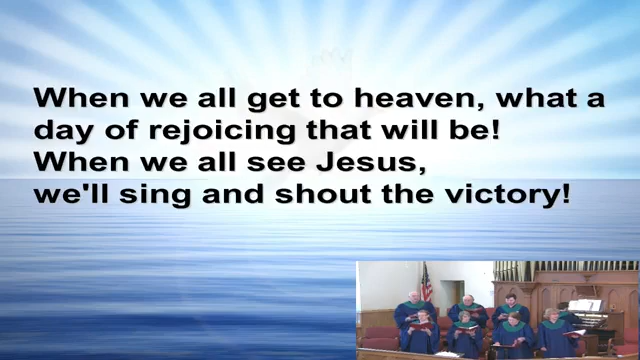 When we all get to heaven, what a
day of rejoicing that will be!
When we all see Jesus,
we'll sing and shout the victory!